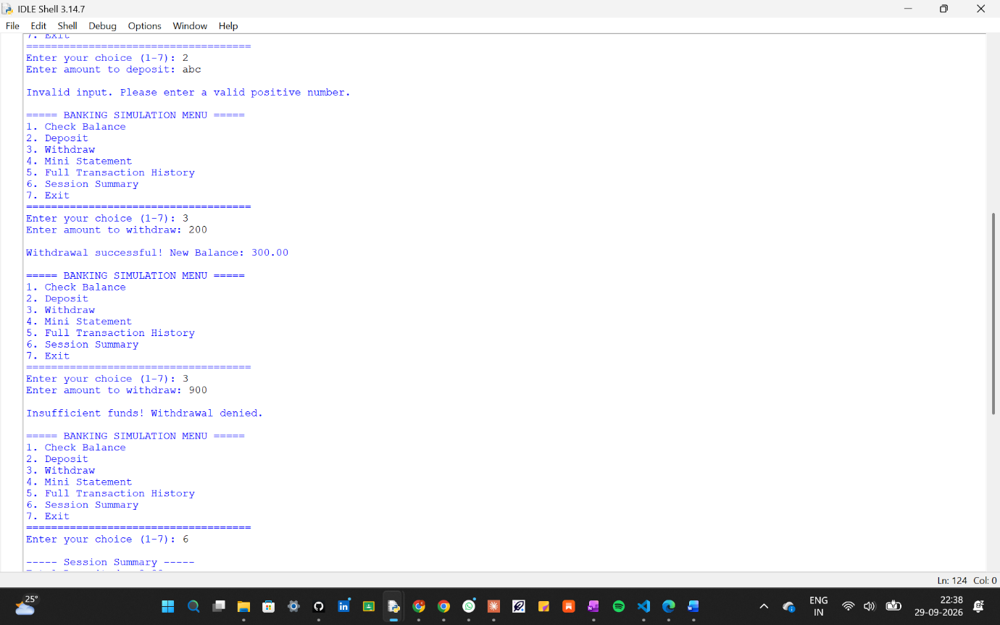 IDLE Shell 3.14.7
File Edit Shell Debug Options Window Help
7. Exit
====================================
Enter your choice (1-7): 2
Enter amount to deposit: abc
Invalid input. Please enter a valid positive number.
===== BANKING SIMULATION MENU =====
1. Check Balance
2. Deposit
3. Withdraw
4. Mini Statement
5. Full Transaction History
6. Session Summary
7. Exit
====================================
Enter your choice (1-7): 3
Enter amount to withdraw: 200
Withdrawal successful! New Balance: 300.00
===== BANKING SIMULATION MENU =====
1. Check Balance
2. Deposit
3. Withdraw
4. Mini Statement
5. Full Transaction History
6. Session Summary
7. Exit
====================================
Enter your choice (1-7): 3
Enter amount to withdraw: 900
Insufficient funds! Withdrawal denied.
===== BANKING SIMULATION MENU =====
1. Check Balance
2. Deposit
3. Withdraw
4. Mini Statement
5. Full Transaction History
6. Session Summary
7. Exit
====================================
Enter your choice (1-7): 6
----- Session Summary -----
Ln: 124 Col: 0
25°
ENG
IN
22:38
29-09-2026